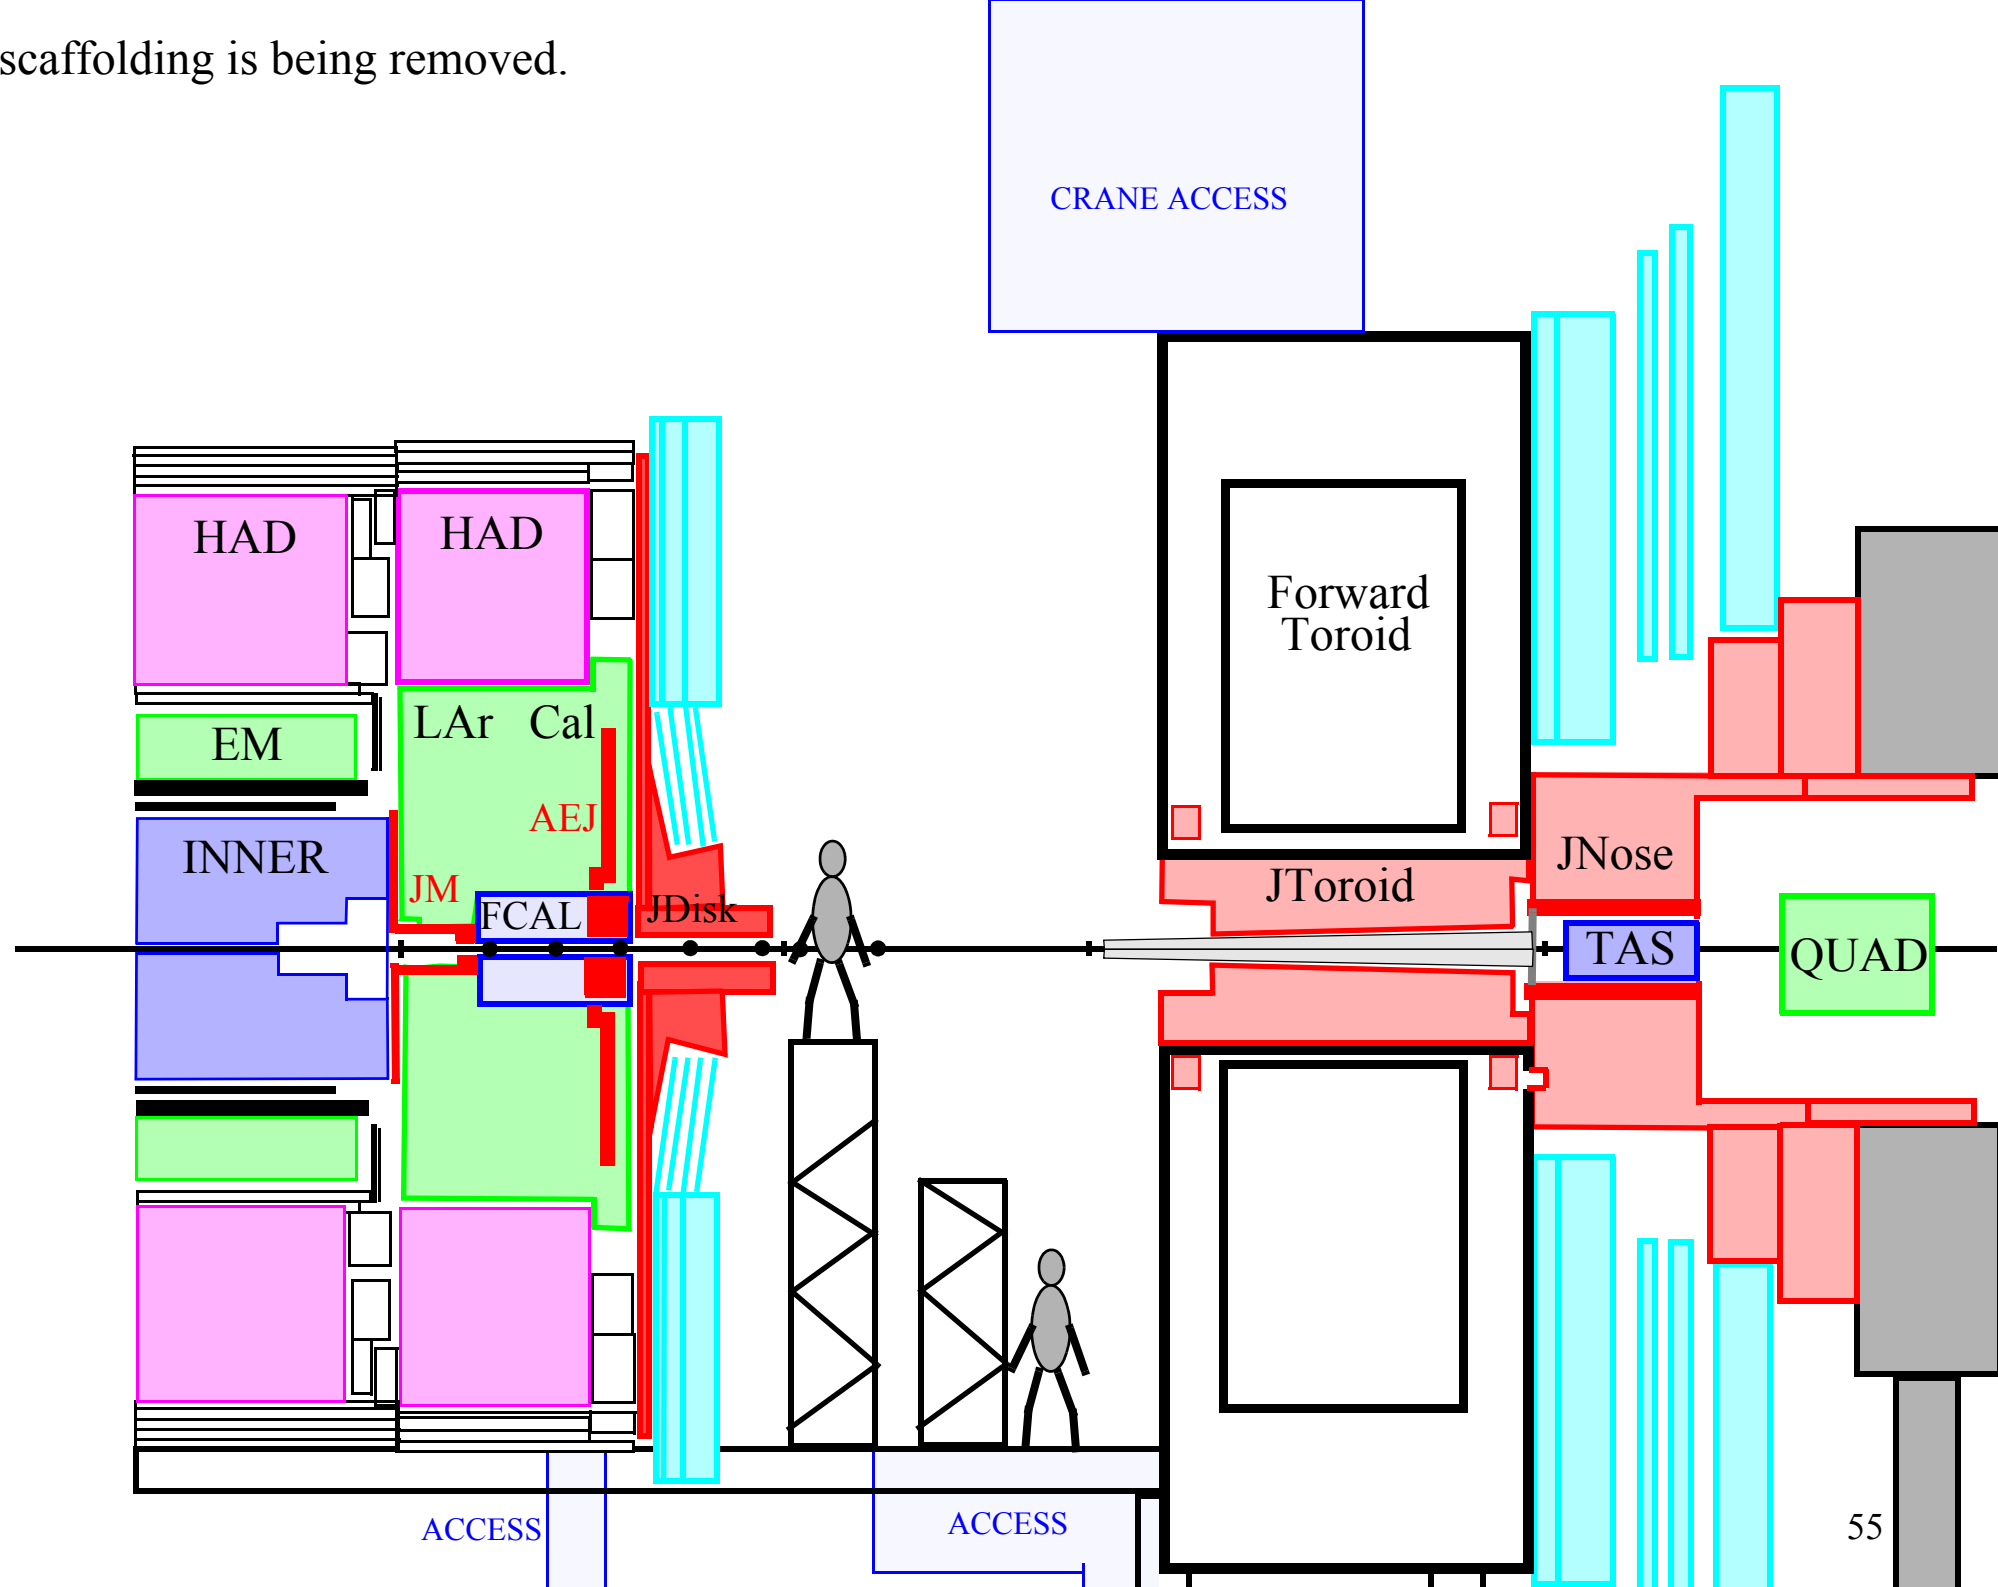 scaffolding is being removed.
CRANE ACCESS
HAD
HAD
Forward
Toroid
LAr Cal
EM
AEJ
INNER
JM
FCAL
JDisk
JToroid
JNose
TAS
QUAD
ACCESS
ACCESS
55